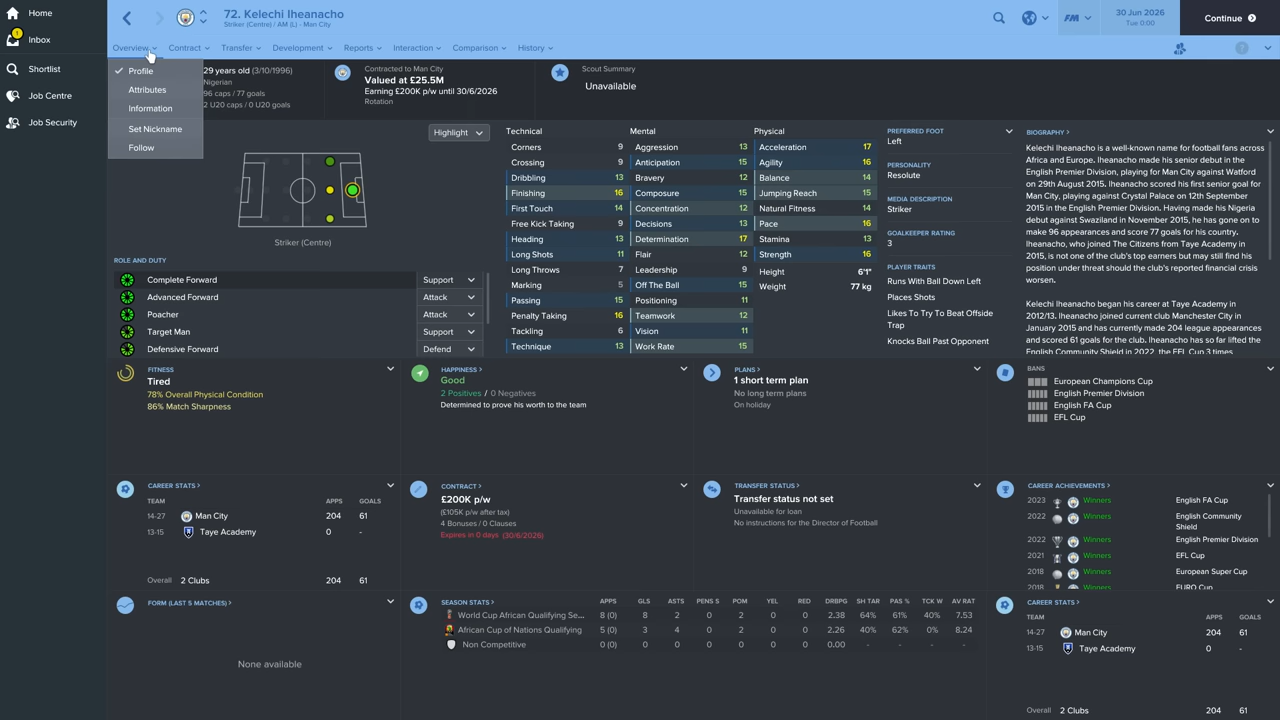 Home
Inbox
1
Shortlist
Job Centre
Job Security
72. Kelechi Iheanacho
Striker (Centre) / AM (L) - Man City
FM
30 Jun 2026
Tue 0:00
Continue
Overview
Contract
Transfer
Development
Reports
Interaction
Comparison
History
Profile
Attributes
Information
Set Nickname
Follow
29 years old (3/10/1996)
Nigerian
96 caps / 77 goals
2 U20 caps / 0 U20 goals
Contracted to Man City
Valued at £25.5M
Earning £200K p/w until 30/6/2026
Rotation
Scout Summary
Unavailable
Highlight
Striker (Centre)
ROLE AND DUTY
Complete Forward Support
Advanced Forward Attack
Poacher Attack
Target Man Support
Defensive Forward Defend
Technical
Corners 9
Crossing 9
Dribbling 13
Finishing 16
First Touch 14
Free Kick Taking 9
Heading 13
Long Shots 11
Long Throws 7
Marking 5
Passing 15
Penalty Taking 16
Tackling 6
Technique 13
Mental
Aggression 13
Anticipation 15
Bravery 12
Composure 15
Concentration 12
Decisions 13
Determination 17
Flair 12
Leadership 9
Off The Ball 15
Positioning 11
Teamwork 12
Vision 11
Work Rate 15
Physical
Acceleration 17
Agility 16
Balance 14
Jumping Reach 15
Natural Fitness 14
Pace 16
Stamina 13
Strength 16
Height 6'1"
Weight 77 kg
PREFERRED FOOT
Left
PERSONALITY
Resolute
MEDIA DESCRIPTION
Striker
GOALKEEPER RATING
3
PLAYER TRAITS
Runs With Ball Down Left
Places Shots
Likes To Try To Beat Offside
Trap
Knocks Ball Past Opponent
BIOGRAPHY >
Kelechi Iheanacho is a well-known name for football fans across
Africa and Europe. Iheanacho made his senior debut in the
English Premier Division, playing for Man City against Watford
on 29th August 2015. Iheanacho scored his first senior goal for
Man City, playing against Crystal Palace on 12th September
2015 in the English Premier Division. Having made his Nigeria
debut against Swaziland in November 2015, he has gone on to
make 96 appearances and score 77 goals for his country.
Iheanacho, who joined The Citizens from Taye Academy in
2015, is not one of the club's top earners but may still find his
position under threat should the club's reported financial crisis
worsen.
Kelechi Iheanacho began his career at Taye Academy in
2012/13. Iheanacho joined current club Manchester City in
January 2015 and has currently made 204 league appearances
and scored 61 goals for the club. Iheanacho has so far lifted the
English Community Shield in 2022, the EFL Cup 3 times
FITNESS
Tired
78% Overall Physical Condition
86% Match Sharpness
HAPPINESS >
Good
2 Positives / 0 Negatives
Determined to prove his worth to the team
PLANS >
1 short term plan
No long term plans
On holiday
BANS
European Champions Cup
English Premier Division
English FA Cup
EFL Cup
CAREER STATS >
TEAM APPS GOALS
14-27 Man City 204 61
13-15 Taye Academy 0 -
Overall 2 Clubs 204 61
CONTRACT >
£200K p/w
(£105K p/w after tax)
4 Bonuses / 0 Clauses
Expires in 0 days (30/6/2026)
TRANSFER STATUS >
Transfer status not set
Unavailable for loan
No instructions for the Director of Football
CAREER ACHIEVEMENTS >
2023 Winners English FA Cup
2022 Winners English Community
Shield
2022 Winners English Premier Division
2021 Winners EFL Cup
2018 Winners European Super Cup
2018 Winners EURO Cup
FORM (LAST 5 MATCHES) >
None available
SEASON STATS > APPS GLS ASTS PENS S POM YEL RED DRBPG SH TAR PAS % TCK W AV RAT
World Cup African Qualifying Se... 8 (0) 8 2 0 2 0 0 2.38 64% 61% 40% 7.53
African Cup of Nations Qualifying 5 (0) 3 4 0 2 0 0 2.26 40% 62% 0% 8.24
Non Competitive 0 (0) 0 0 0 0 0 0 0.00 - - - -
CAREER STATS >
TEAM APPS GOALS
14-27 Man City 204 61
13-15 Taye Academy 0 -
Overall 2 Clubs 204 61